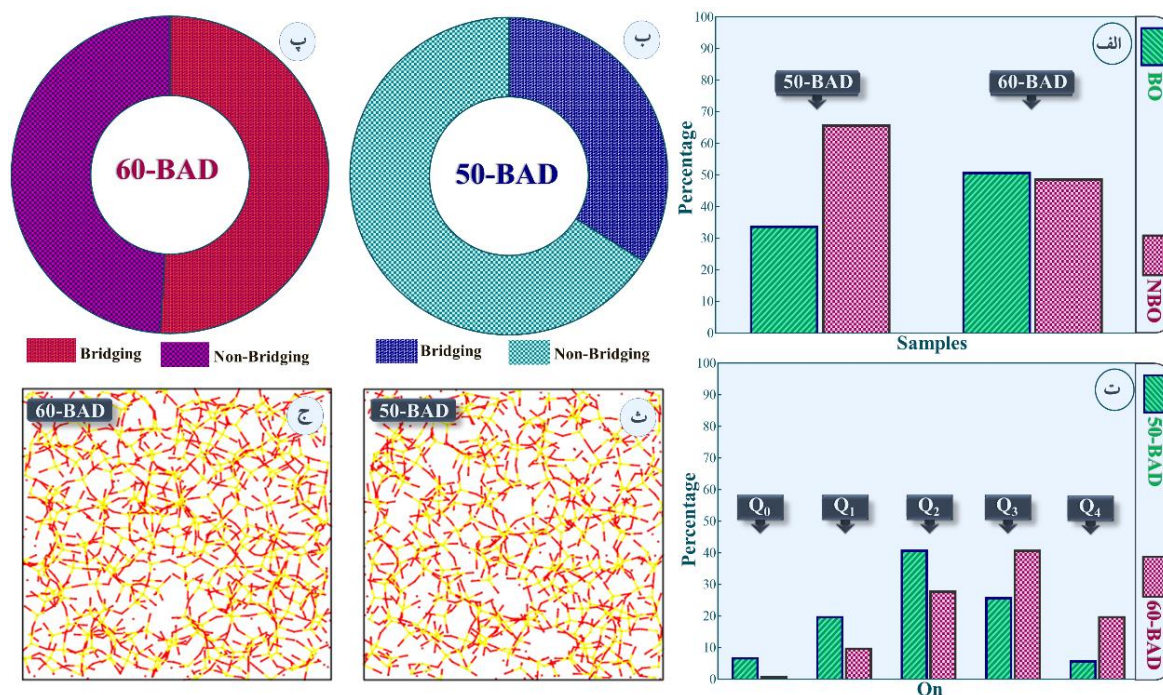 60-BAD
پ
Bridging
Non-Bridging
50-BAD
ب
Bridging
Non-Bridging
الف
Percentage
100
90
80
70
60
50
40
30
20
10
0
50-BAD
60-BAD
Samples
BO
NBO
60-BAD
ج
50-BAD
ث
ت
Percentage
100
90
80
70
60
50
40
30
20
10
0
Q₀
Q₁
Q₂
Q₃
Q₄
On
50-BAD
60-BAD